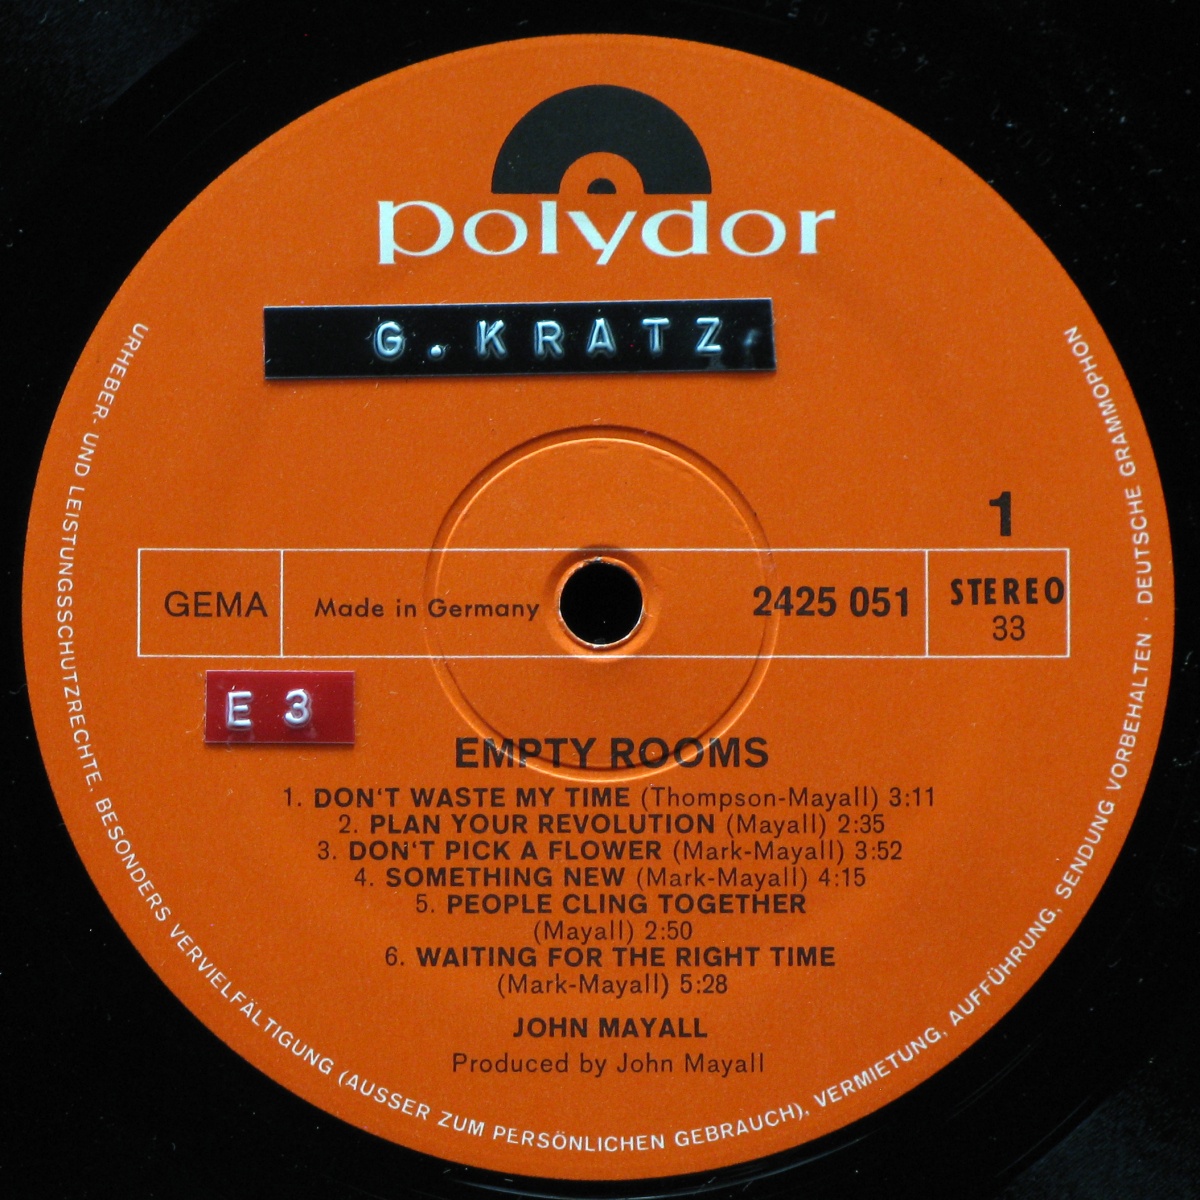 polydor
G. KRATZ
1
GEMA
Made in Germany
2425 051
STEREO
33
E 3
EMPTY ROOMS
1. DON'T WASTE MY TIME (Thompson-Mayall) 3:11
2. PLAN YOUR REVOLUTION (Mayall) 2:35
3. DON'T PICK A FLOWER (Mark-Mayall) 3:52
4. SOMETHING NEW (Mark-Mayall) 4:15
5. PEOPLE CLING TOGETHER
(Mayall) 2:50
6. WAITING FOR THE RIGHT TIME
(Mark-Mayall) 5:28
JOHN MAYALL
Produced by John Mayall
URHEBER- UND LEISTUNGSSCHUTZRECHTE, BESONDERS VERVIELFÄLTIGUNG (AUSSER ZUM PERSÖNLICHEN GEBRAUCH), VERMIETUNG, AUFFÜHRUNG, SENDUNG VORBEHALTEN · DEUTSCHE GRAMMOPHON